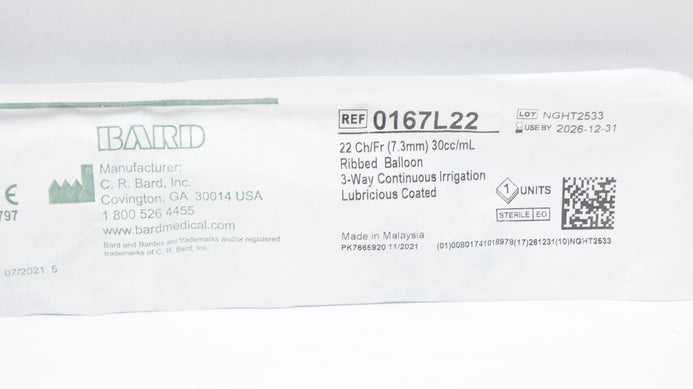 BARD
Manufacturer:
C. R. Bard, Inc.
Covington, GA 30014 USA
1 800 526 4455
www.bardmedical.com
Bard and Bardex are trademarks and/or registered
trademarks of C. R. Bard, Inc.
CE
797
07/2021 5
REF 0167L22
22 Ch/Fr (7.3mm) 30cc/mL
Ribbed Balloon
3-Way Continuous Irrigation
Lubricious Coated
LOT NGHT2533
USE BY 2026-12-31
1 UNITS
STERILE EO
Made in Malaysia
PK7665920 11/2021
(01)00801741018978(17)261231(10)NGHT2533